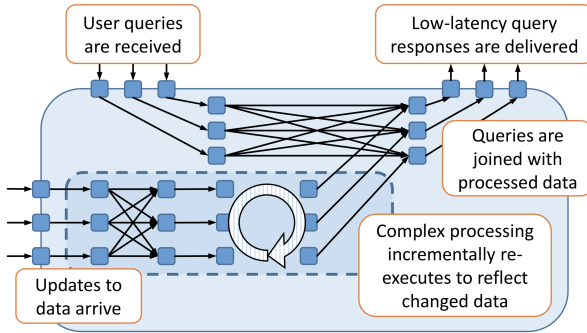 User queries
are received
Low-latency query
responses are delivered
Queries are
joined with
processed data
Complex processing
incrementally re-
executes to reflect
changed data
Updates to
data arrive